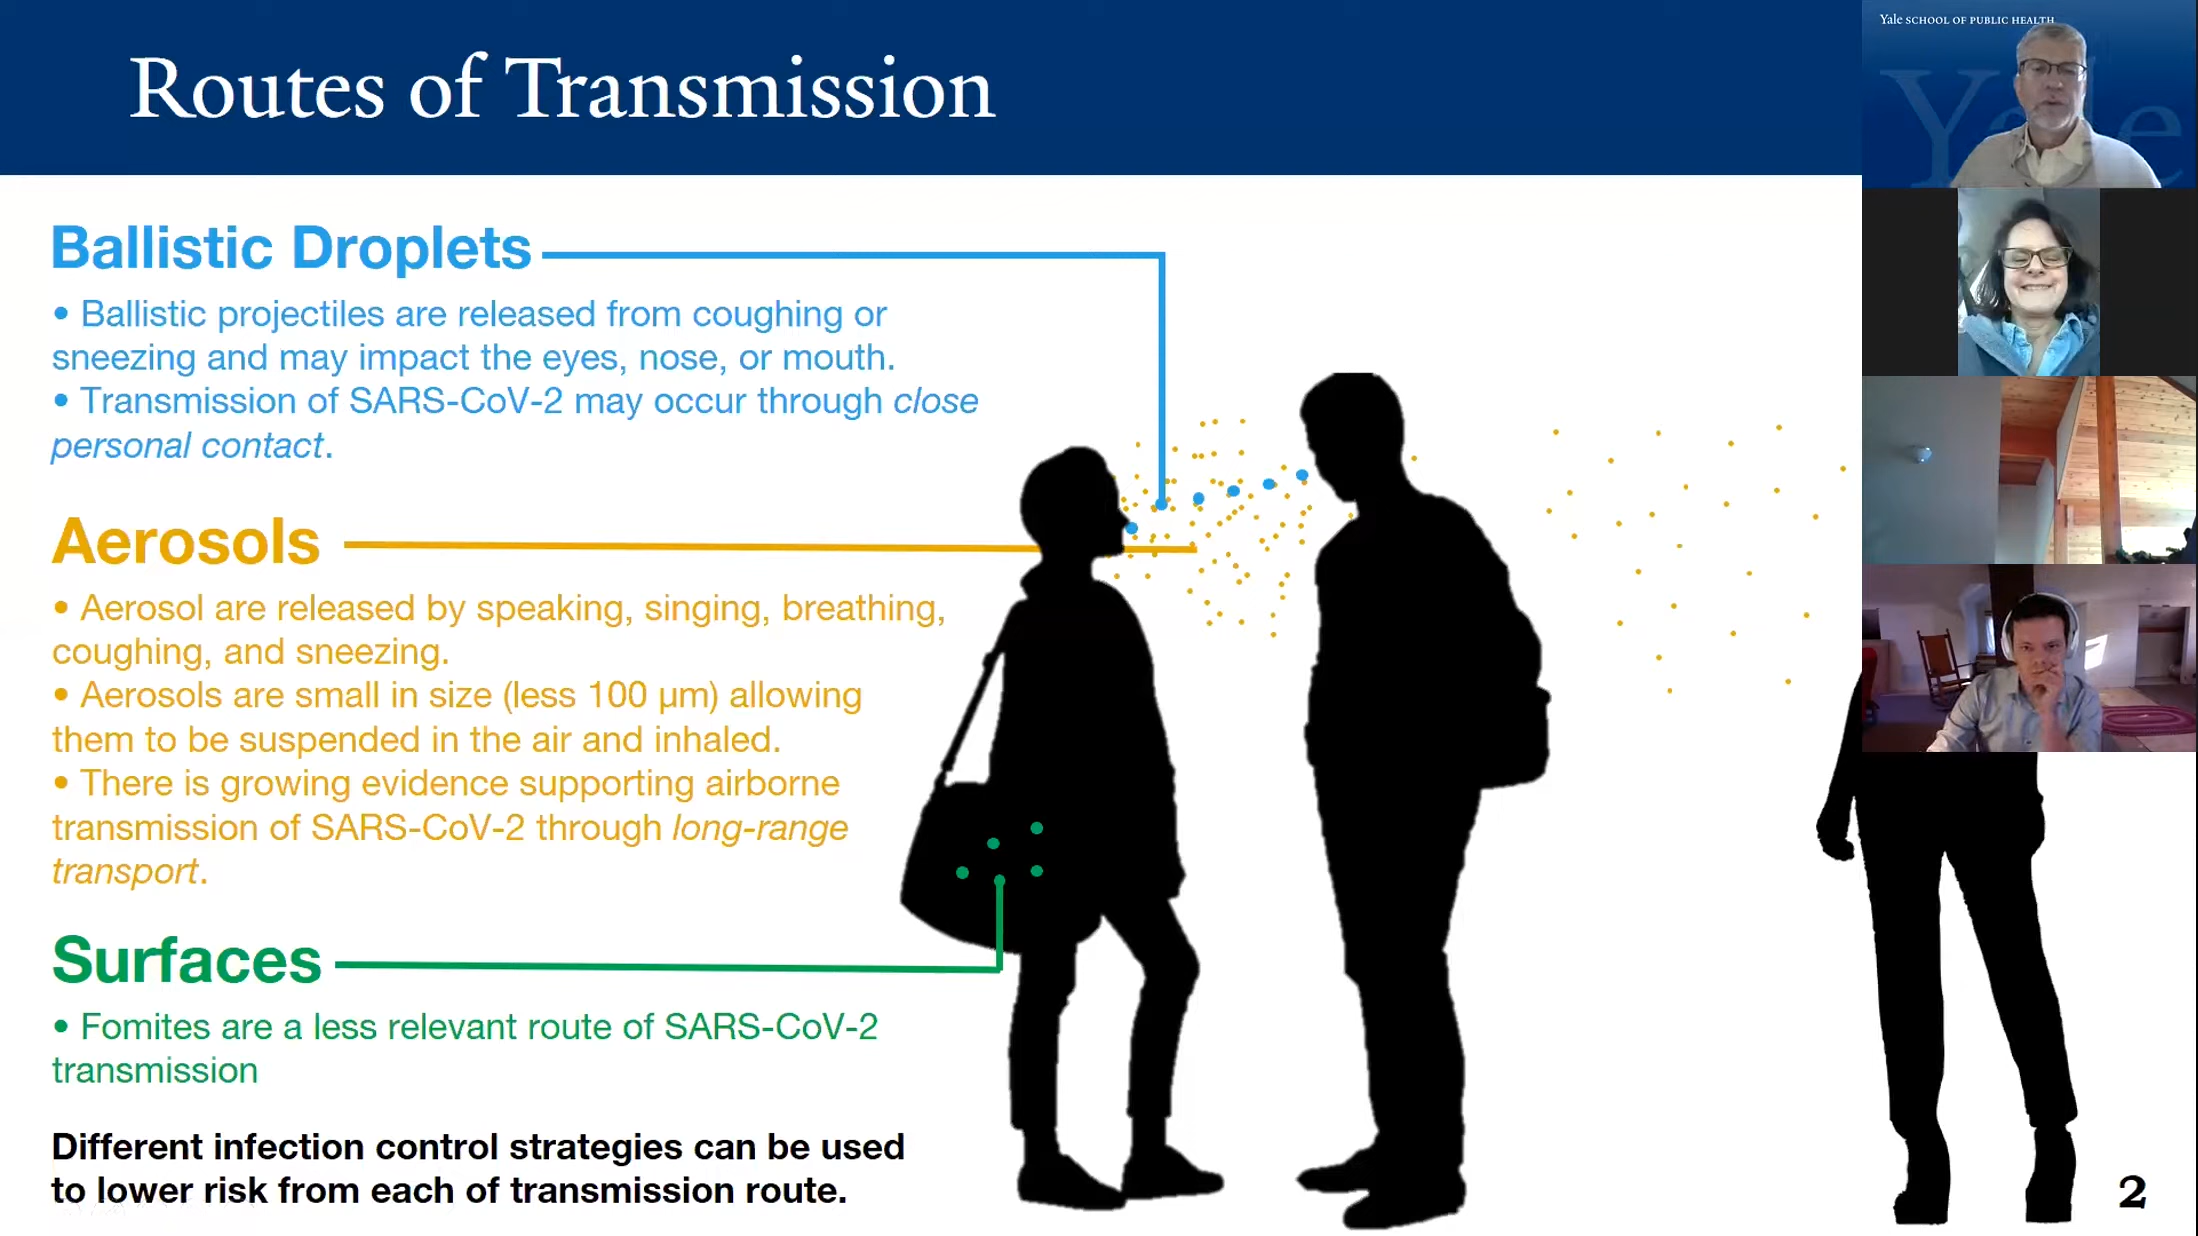 Routes of Transmission
Yale SCHOOL OF PUBLIC HEALTH
Yale
Ballistic Droplets
• Ballistic projectiles are released from coughing or
sneezing and may impact the eyes, nose, or mouth.
• Transmission of SARS-CoV-2 may occur through close
personal contact.
Aerosols
• Aerosol are released by speaking, singing, breathing,
coughing, and sneezing.
• Aerosols are small in size (less 100 µm) allowing
them to be suspended in the air and inhaled.
• There is growing evidence supporting airborne
transmission of SARS-CoV-2 through long-range
transport.
Surfaces
• Fomites are a less relevant route of SARS-CoV-2
transmission
Different infection control strategies can be used
to lower risk from each of transmission route.
2